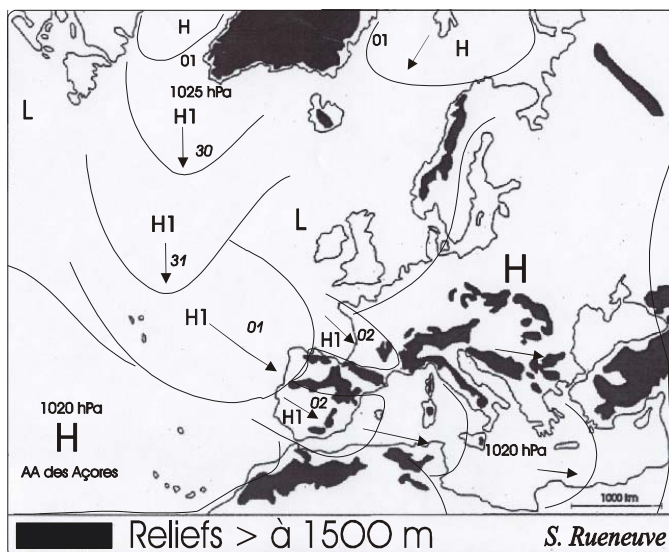 H
01
01
H
1025 hPa
L
H1
30
L
H1
31
H
H1
01
H1
02
1020 hPa
H
AA des Açores
02
H1
1020 hPa
1000 km
Reliefs > à 1500 m
S. Rueneuve